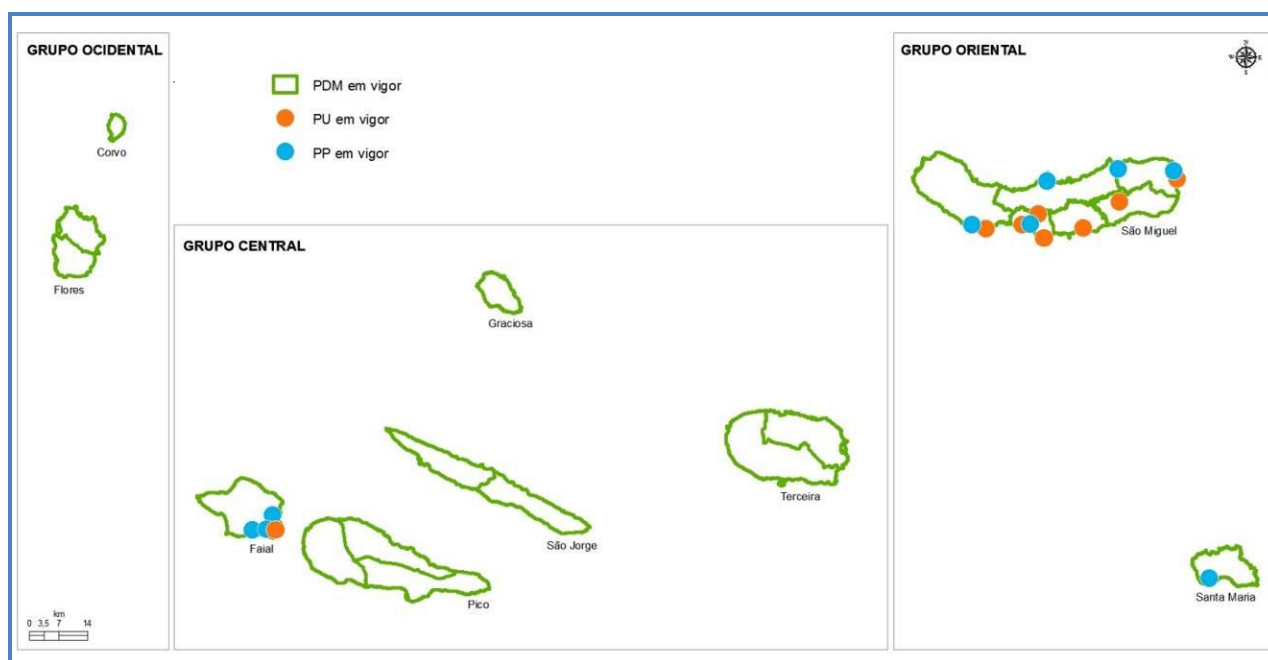 GRUPO OCIDENTAL
Corvo
Flores
km
0 3,5 7 14
PDM em vigor
PU em vigor
PP em vigor
GRUPO CENTRAL
Graciosa
Terceira
São Jorge
Faial
Pico
GRUPO ORIENTAL
N
W E
S
São Miguel
Santa Maria